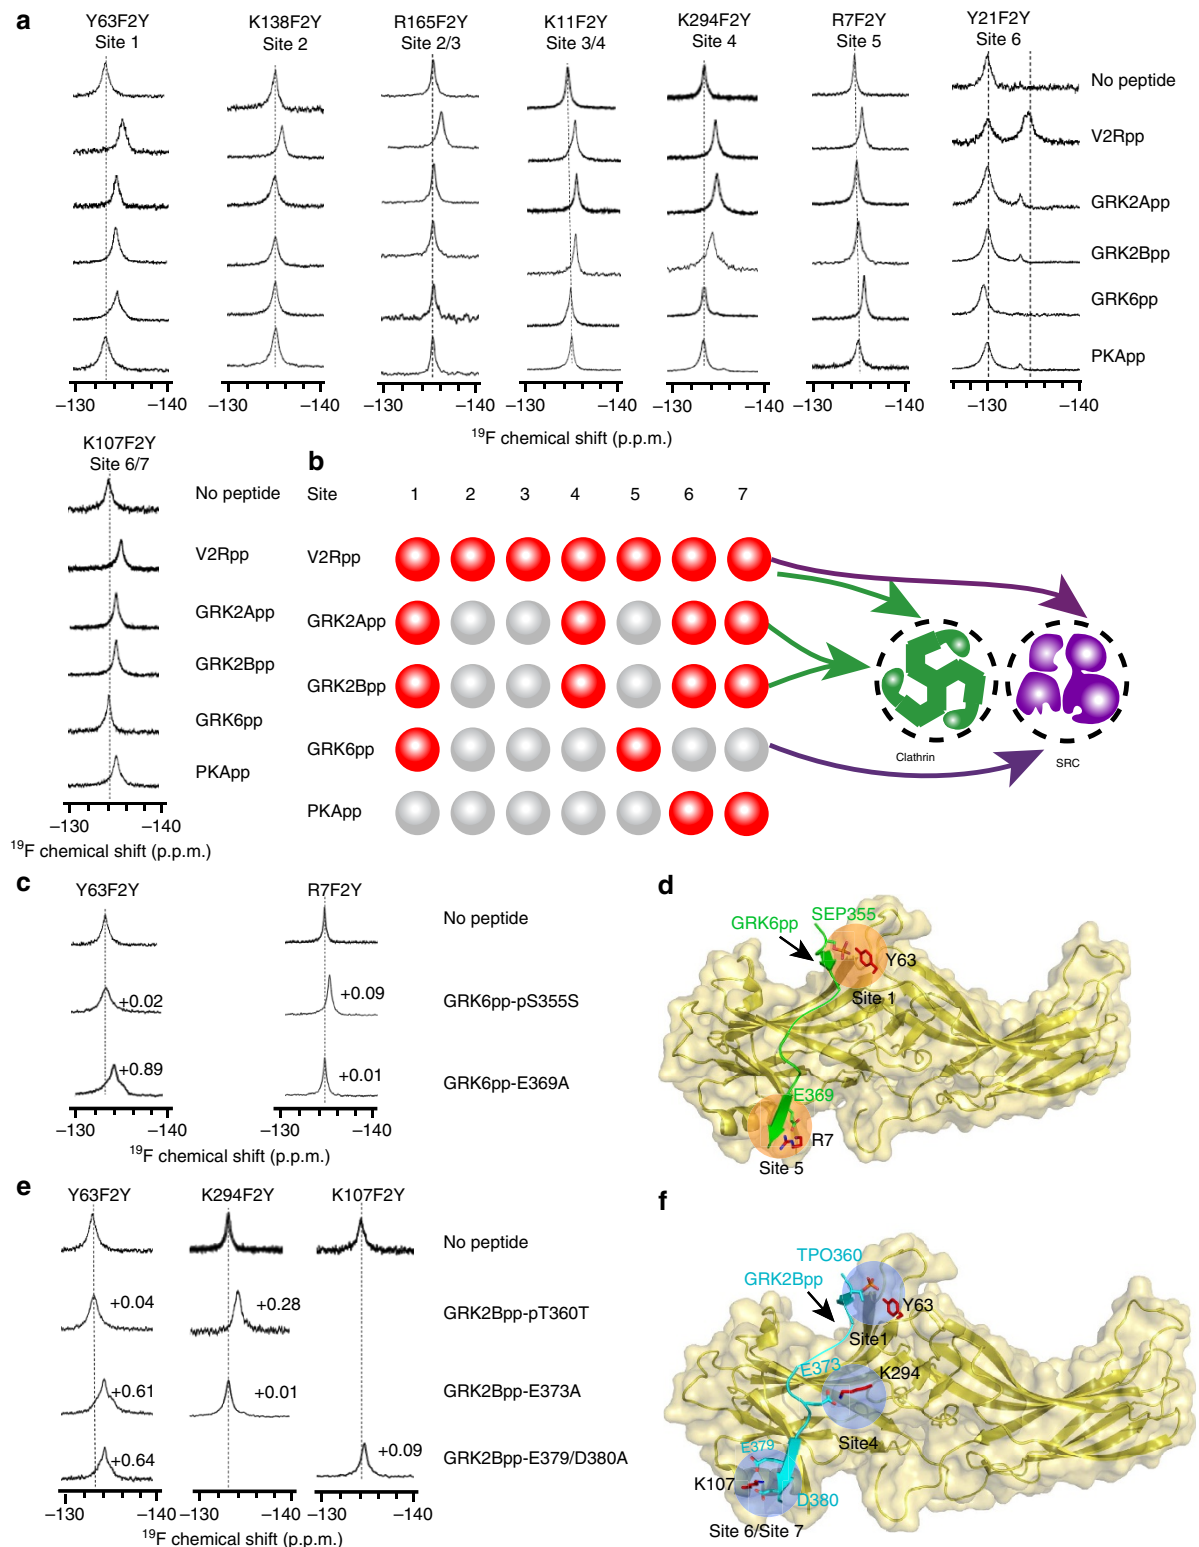 a
Y63F2Y
Site 1
K138F2Y
Site 2
R165F2Y
Site 2/3
K11F2Y
Site 3/4
K294F2Y
Site 4
R7F2Y
Site 5
Y21F2Y
Site 6
No peptide
V2Rpp
GRK2App
GRK2Bpp
GRK6pp
PKApp
−130 −140
−130 −140
−130 −140
−130 −140
−130 −140
−130 −140
−130 −140
¹⁹F chemical shift (p.p.m.)
K107F2Y
Site 6/7
No peptide
V2Rpp
GRK2App
GRK2Bpp
GRK6pp
PKApp
−130 −140
¹⁹F chemical shift (p.p.m.)
b
Site 1 2 3 4 5 6 7
V2Rpp
GRK2App
GRK2Bpp
GRK6pp
PKApp
Clathrin
SRC
c
Y63F2Y
R7F2Y
No peptide
+0.02
+0.09
GRK6pp-pS355S
+0.89
+0.01
GRK6pp-E369A
−130 −140
−130 −140
¹⁹F chemical shift (p.p.m.)
d
SEP355
GRK6pp
Y63
Site 1
E369
R7
Site 5
e
Y63F2Y
K294F2Y
K107F2Y
No peptide
+0.04
+0.28
GRK2Bpp-pT360T
+0.61
+0.01
GRK2Bpp-E373A
+0.64
+0.09
GRK2Bpp-E379/D380A
−130 −140
−130 −140
−140
¹⁹F chemical shift (p.p.m.)
f
TPO360
GRK2Bpp
Y63
Site1
E373
K294
Site4
E379
K107
D380
Site 6/Site 7